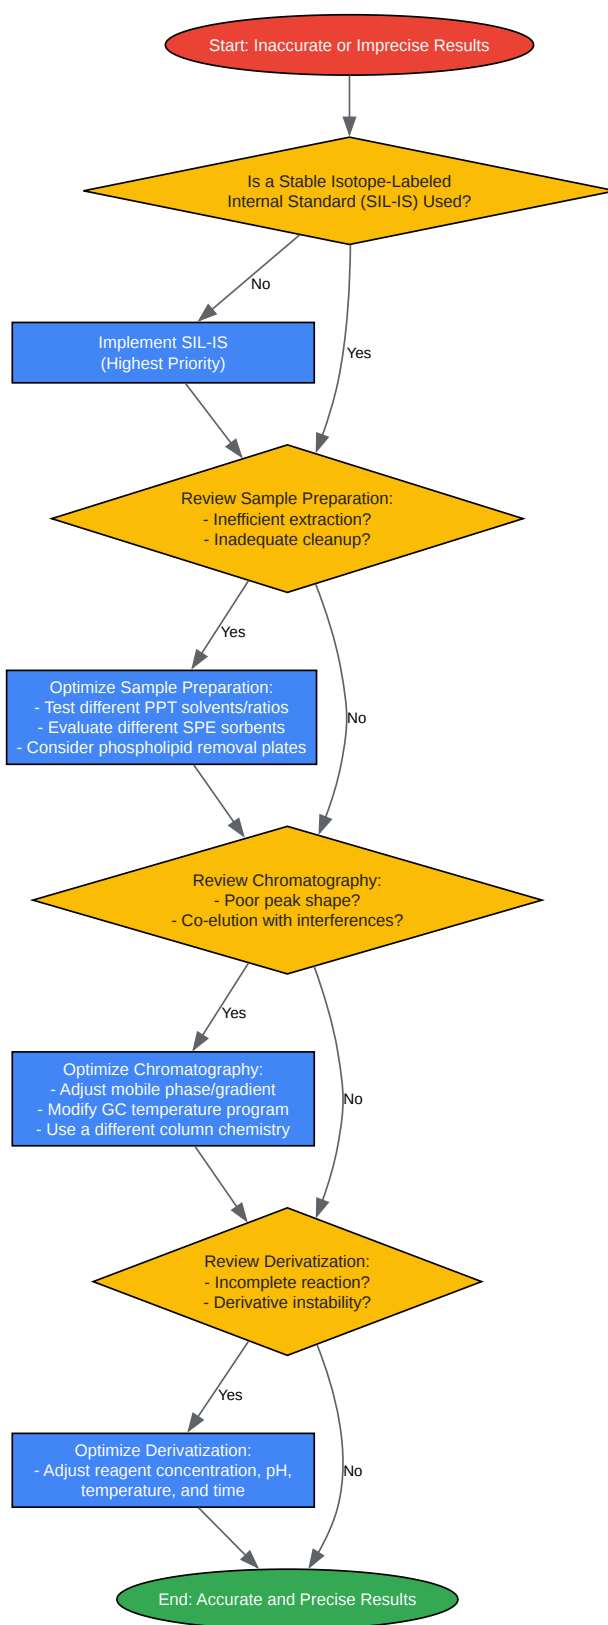 Start: Inaccurate or Imprecise Results
Is a Stable Isotope-Labeled
Internal Standard (SIL-IS) Used?
No
Implement SIL-IS
(Highest Priority)
Yes
Review Sample Preparation:
- Inefficient extraction?
- Inadequate cleanup?
Yes
Optimize Sample Preparation:
- Test different PPT solvents/ratios
- Evaluate different SPE sorbents
- Consider phospholipid removal plates
No
Review Chromatography:
- Poor peak shape?
- Co-elution with interferences?
Yes
Optimize Chromatography:
- Adjust mobile phase/gradient
- Modify GC temperature program
- Use a different column chemistry
No
Review Derivatization:
- Incomplete reaction?
- Derivative instability?
Yes
Optimize Derivatization:
- Adjust reagent concentration, pH,
temperature, and time
No
End: Accurate and Precise Results